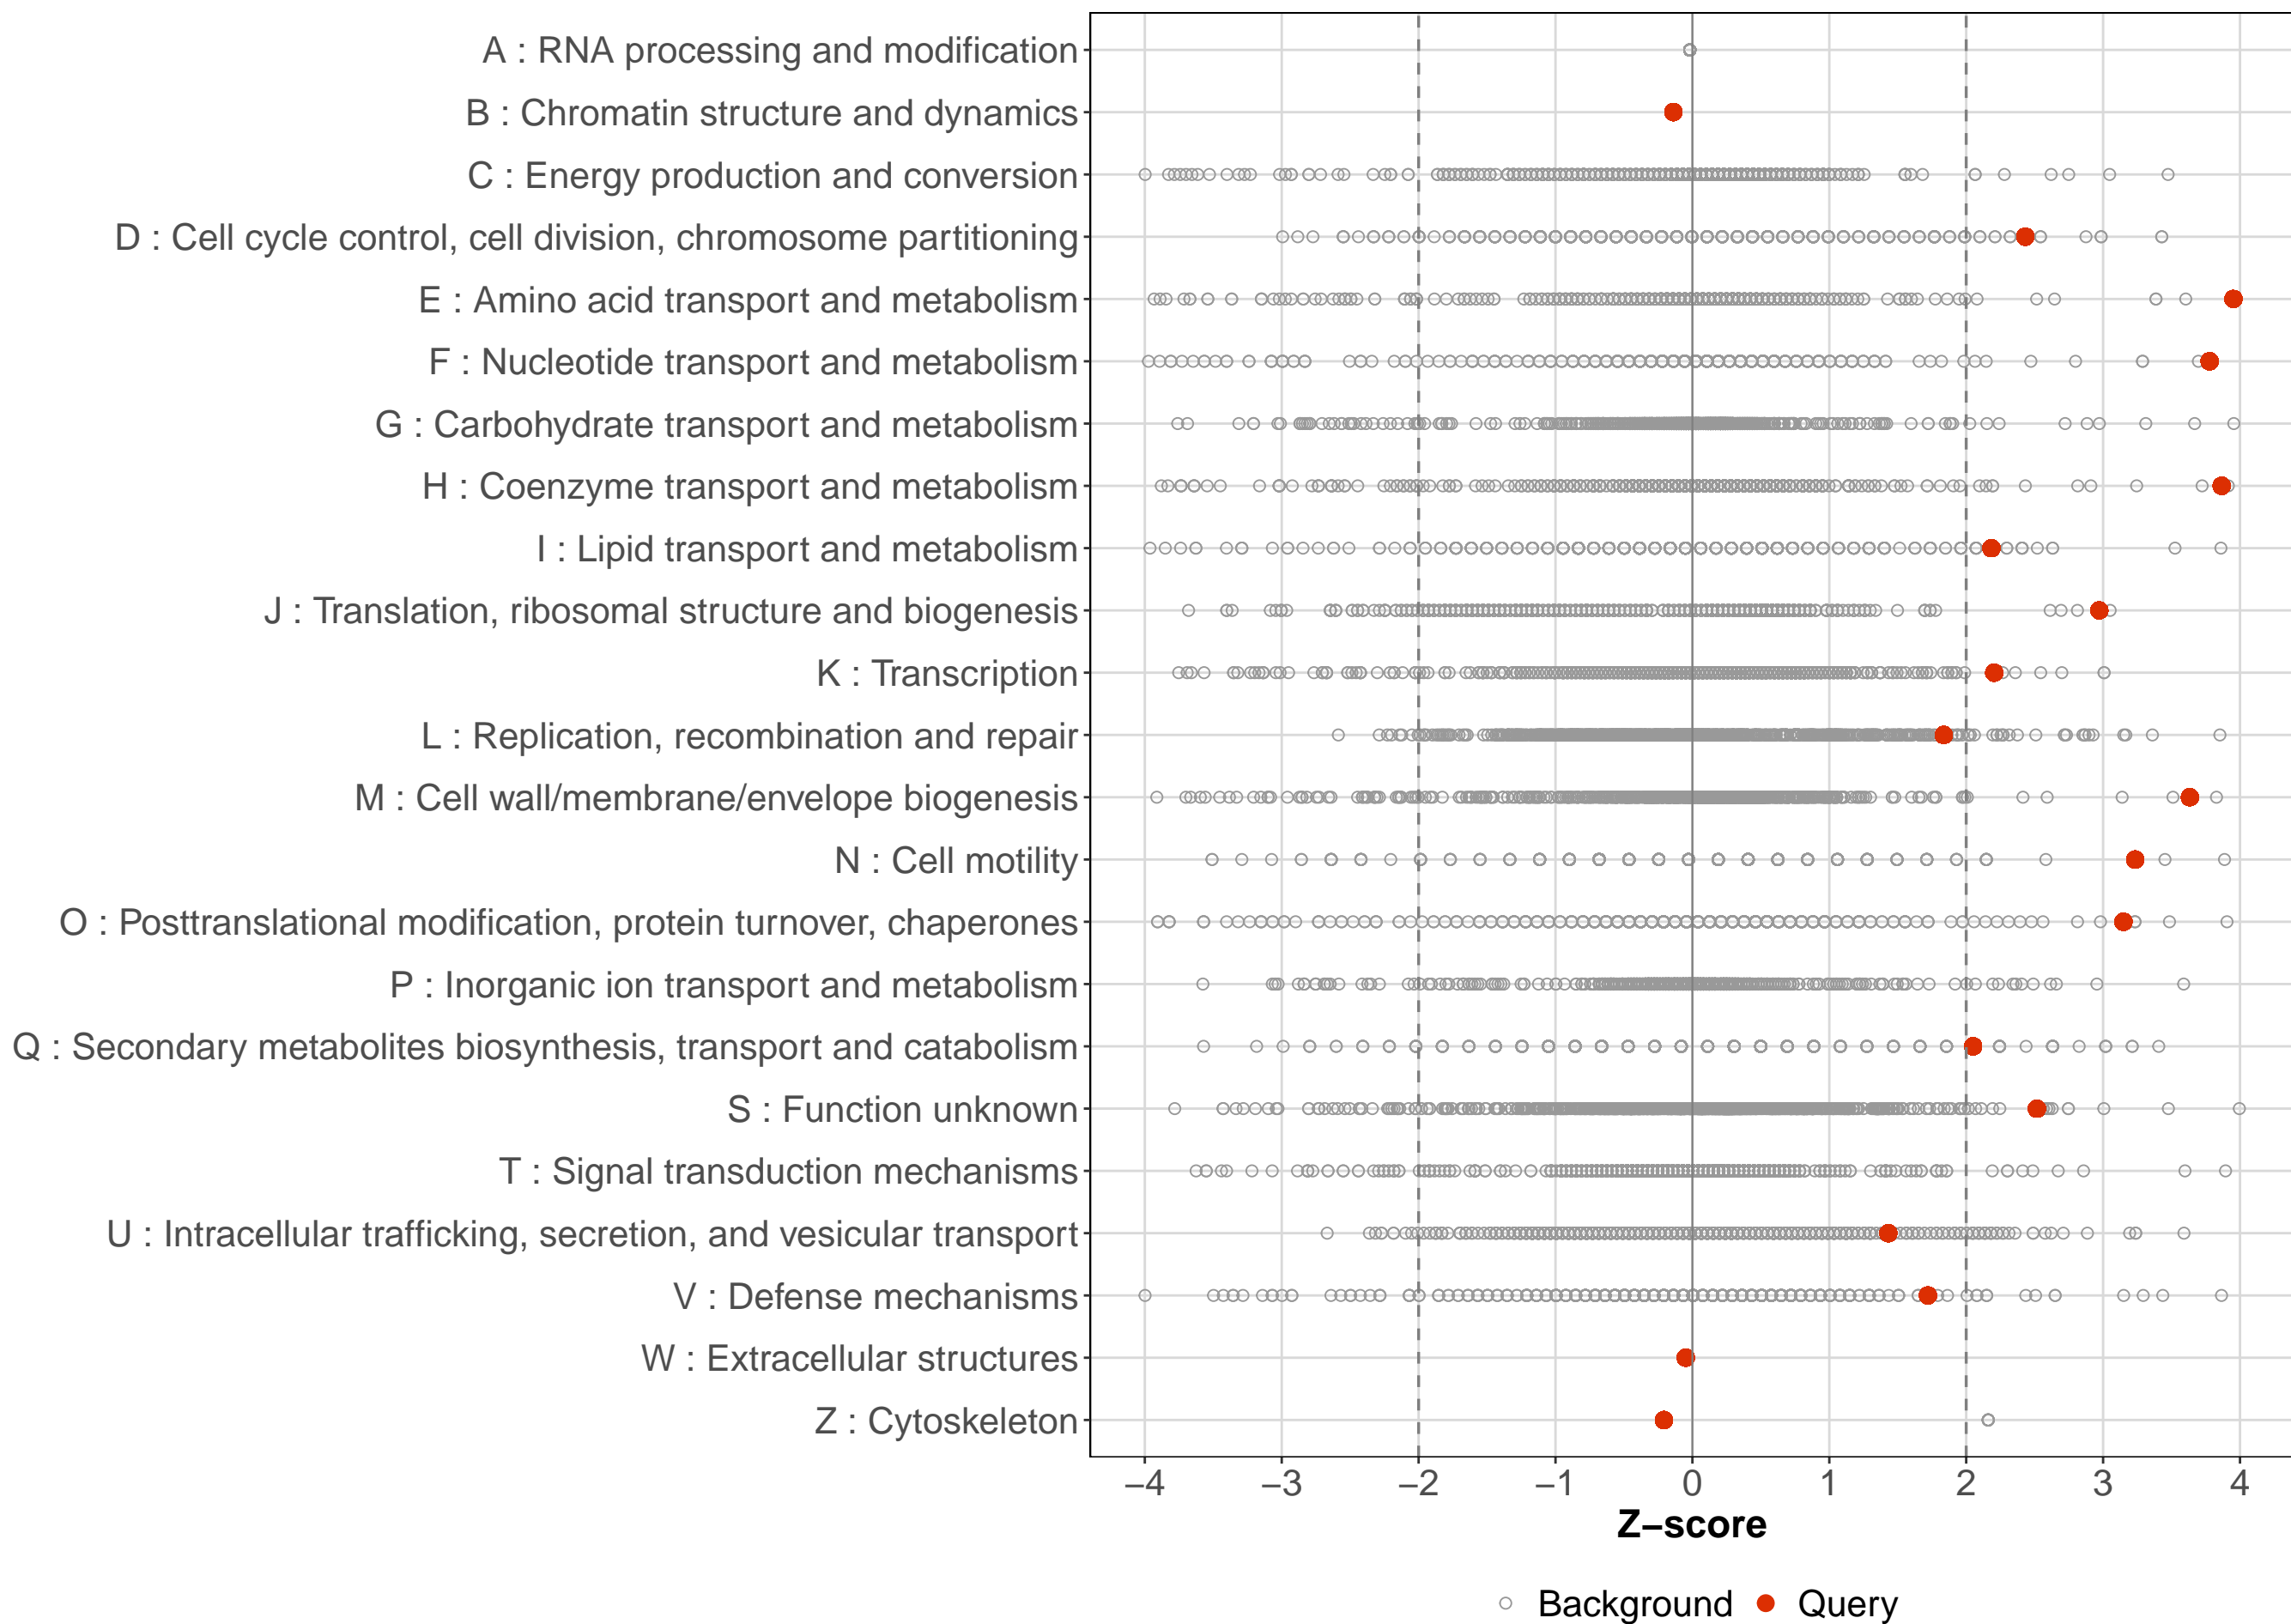 A : RNA processing and modification
B : Chromatin structure and dynamics
C : Energy production and conversion
D : Cell cycle control, cell division, chromosome partitioning
E : Amino acid transport and metabolism
F : Nucleotide transport and metabolism
G : Carbohydrate transport and metabolism
H : Coenzyme transport and metabolism
I : Lipid transport and metabolism
J : Translation, ribosomal structure and biogenesis
K : Transcription
L : Replication, recombination and repair
M : Cell wall/membrane/envelope biogenesis
N : Cell motility
O : Posttranslational modification, protein turnover, chaperones
P : Inorganic ion transport and metabolism
Q : Secondary metabolites biosynthesis, transport and catabolism
S : Function unknown
T : Signal transduction mechanisms
U : Intracellular trafficking, secretion, and vesicular transport
V : Defense mechanisms
W : Extracellular structures
Z : Cytoskeleton
−4 −3 −2 −1 0 1 2 3 4
Z−score
Background Query